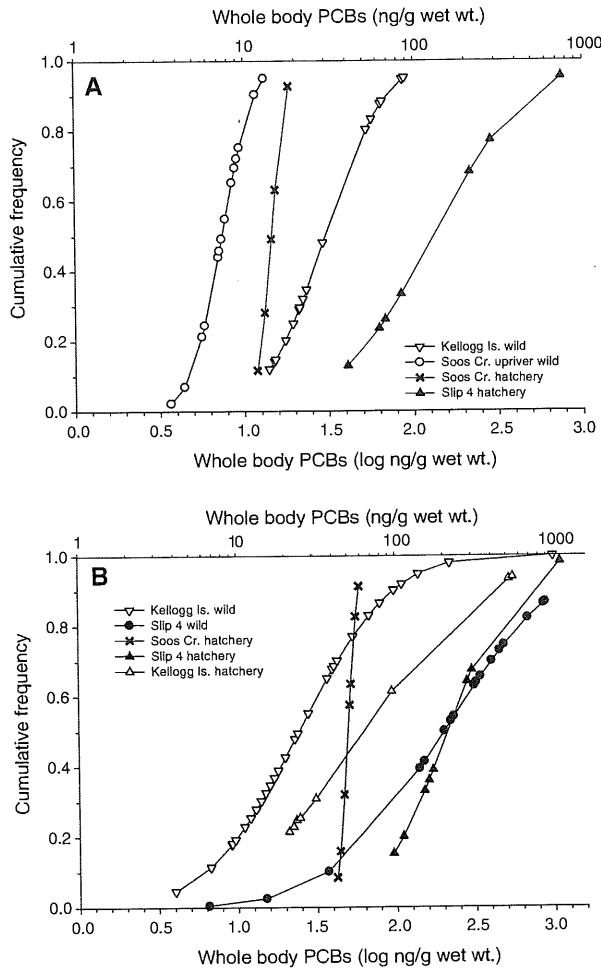 Whole body PCBs (ng/g wet wt.)
1 10 100 1000
A
1.0
0.8
0.6
0.4
0.2
0.0
Cumulative frequency
Kellogg Is. wild
Soos Cr. upriver wild
Soos Cr. hatchery
Slip 4 hatchery
0.0 0.5 1.0 1.5 2.0 2.5 3.0
Whole body PCBs (log ng/g wet wt.)
Whole body PCBs (ng/g wet wt.)
1 10 100 1000
B
1.0
0.8
0.6
0.4
0.2
0.0
Cumulative frequency
Kellogg Is. wild
Slip 4 wild
Soos Cr. hatchery
Slip 4 hatchery
Kellogg Is. hatchery
0.0 0.5 1.0 1.5 2.0 2.5 3.0
Whole body PCBs (log ng/g wet wt.)